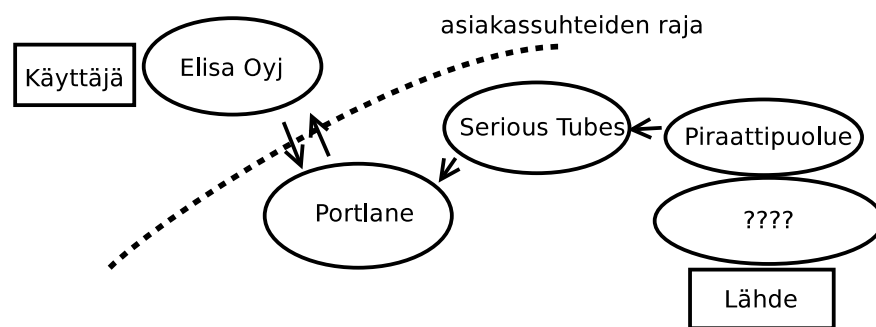 asiakassuhteiden raja
Käyttäjä
Elisa Oyj
Serious Tubes
Piraattipuolue
Portlane
????
Lähde